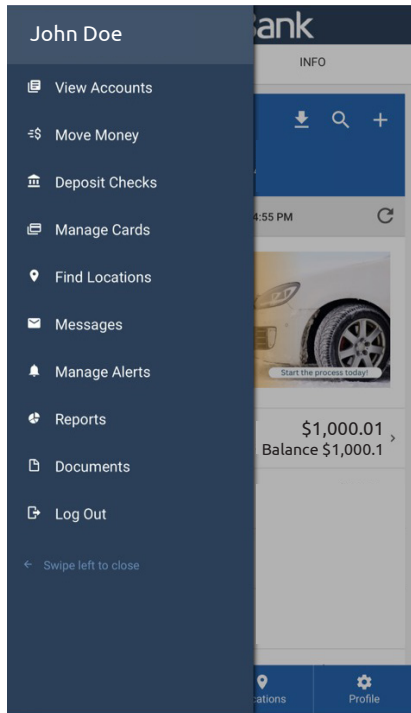 John Doe
ank
INFO
View Accounts
Move Money
4:55 PM
Deposit Checks
Manage Cards
Find Locations
Messages
Start the process today!
Manage Alerts
Reports
$1,000.01
Balance $1,000.1
Documents
Log Out
Swipe left to close
cations
Profile